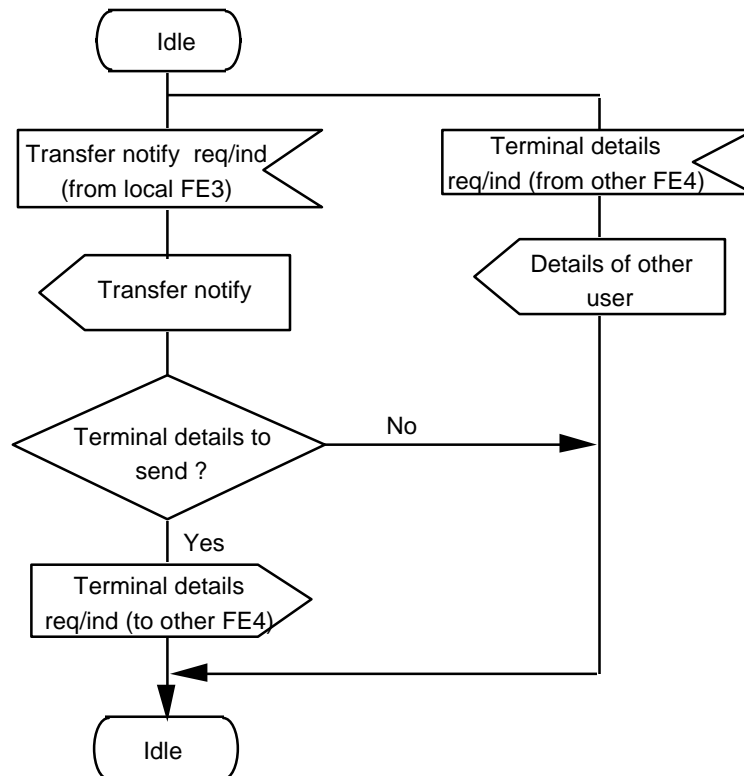 Idle
Transfer notify req/ind
(from local FE3)
Terminal details
req/ind (from other FE4)
Transfer notify
Details of other
user
Terminal details to
send ?
No
Yes
Terminal details
req/ind (to other FE4)
Idle